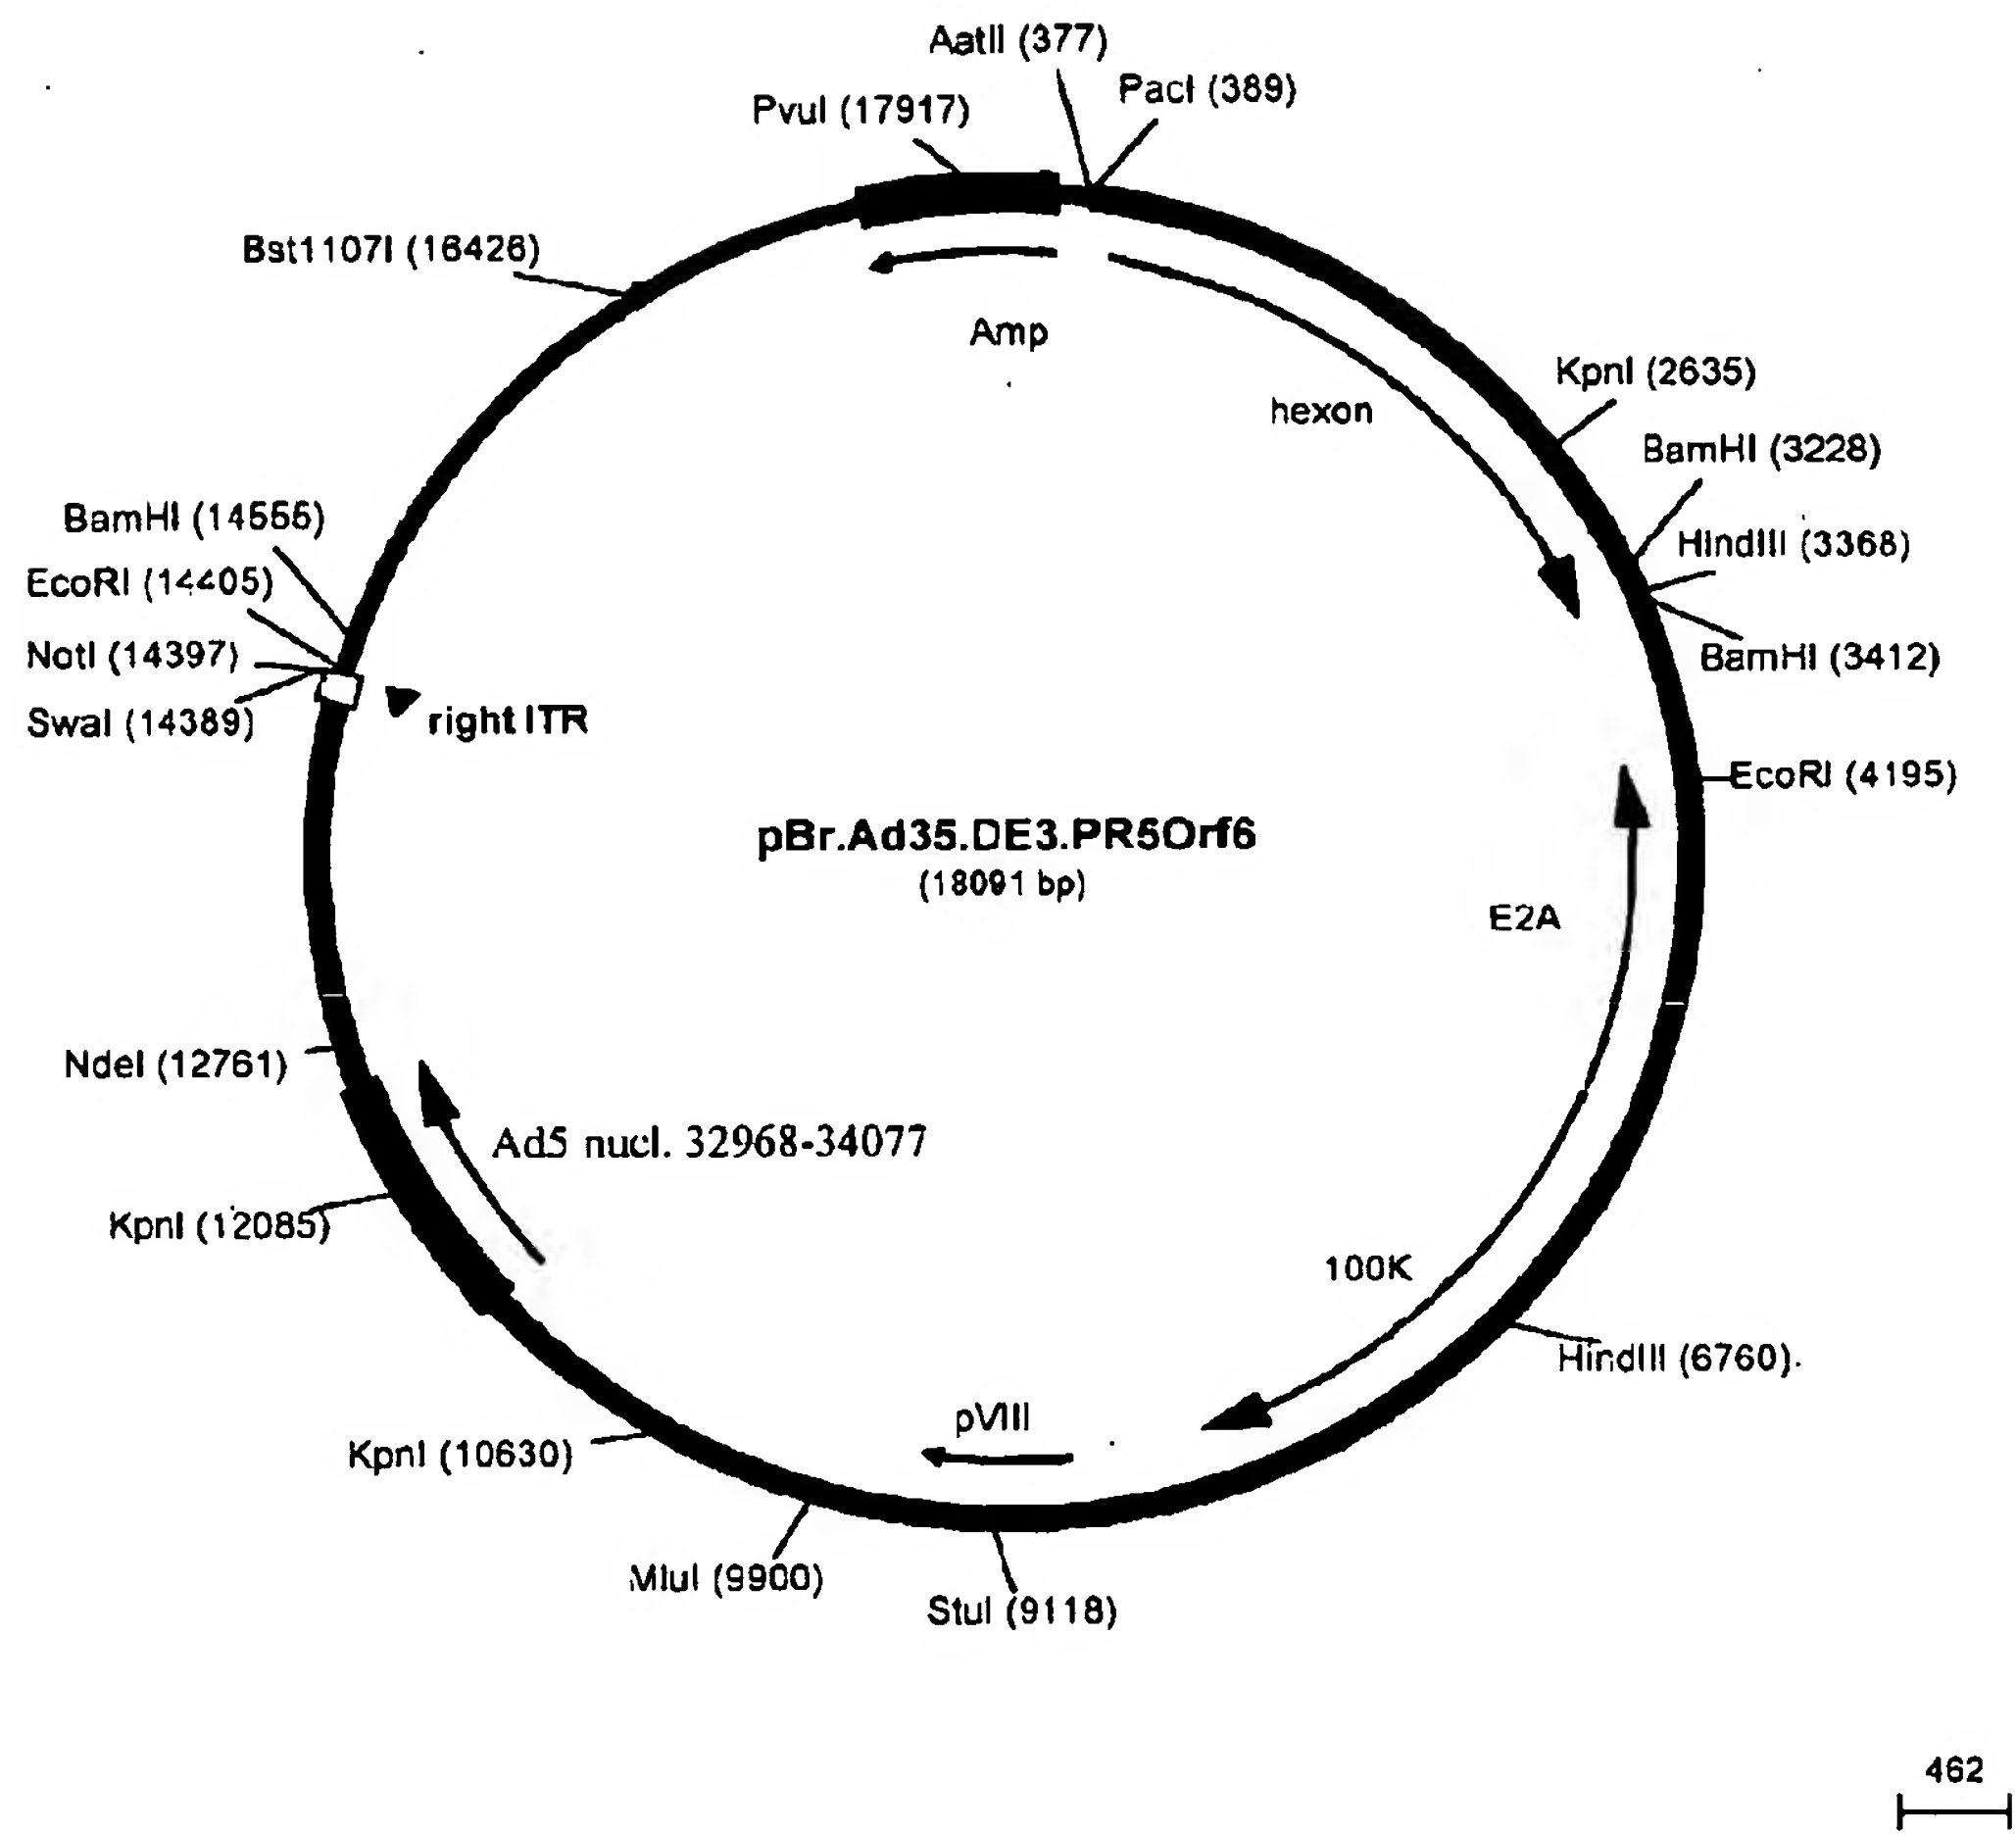 AatII (377)
PacI (389)
PvuI (17917)
Bst1107I (16426)
Amp
hexon
KpnI (2635)
BamHI (3228)
HindIII (3368)
BamHI (3412)
EcoRI (4195)
BamHI (14555)
EcoRI (14405)
NotI (14397)
SwaI (14389)
right ITR
pBr.Ad35.DE3.PR5Orf6
(18091 bp)
E2A
NdeI (12761)
Ad5 nucl. 32968-34077
KpnI (12085)
100K
HindIII (6760)
pVIII
KpnI (10630)
MluI (9900)
StuI (9118)
462